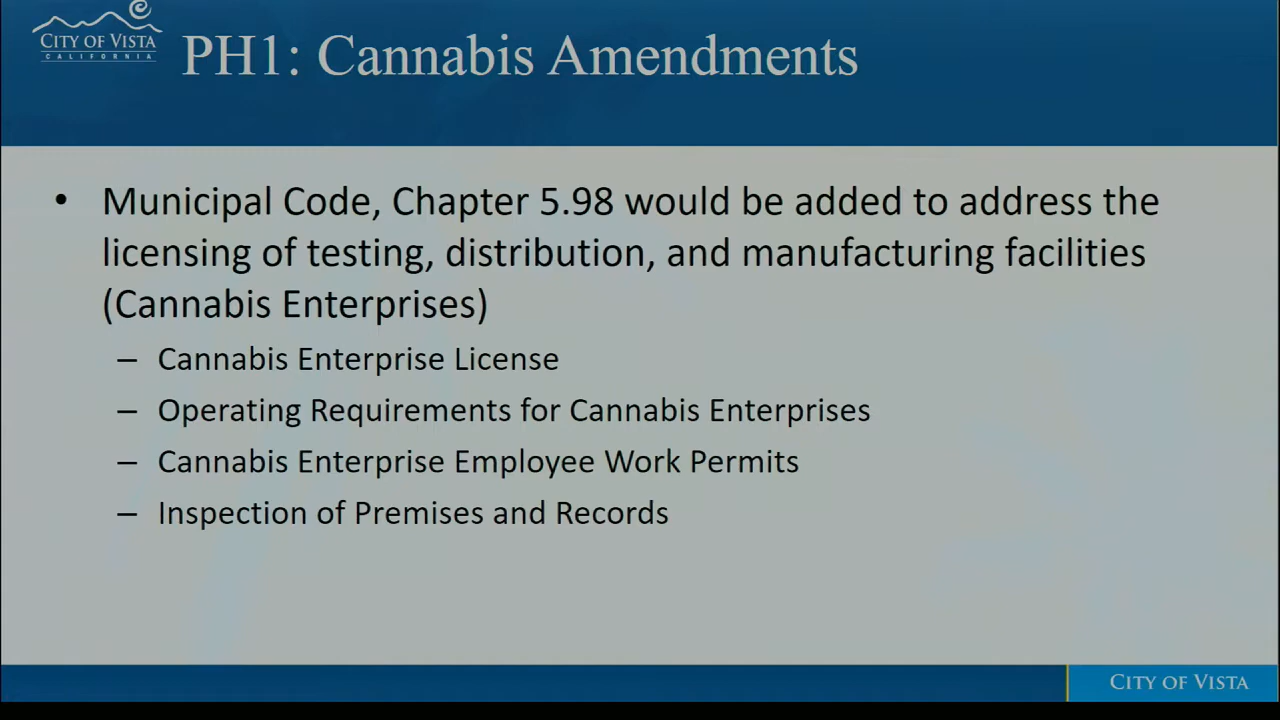 CITY OF VISTA
CALIFORNIA
PH1: Cannabis Amendments
• Municipal Code, Chapter 5.98 would be added to address the
licensing of testing, distribution, and manufacturing facilities
(Cannabis Enterprises)
– Cannabis Enterprise License
– Operating Requirements for Cannabis Enterprises
– Cannabis Enterprise Employee Work Permits
– Inspection of Premises and Records
CITY OF VISTA